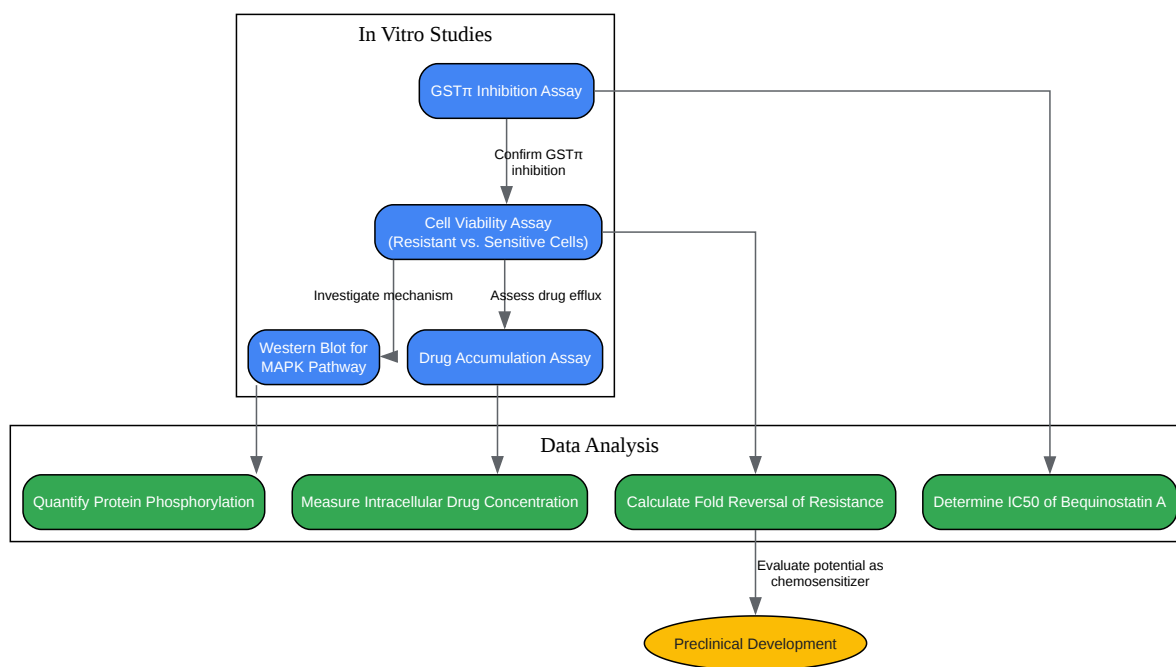 In Vitro Studies
GSTπ Inhibition Assay
Confirm GSTπ
inhibition
Cell Viability Assay
(Resistant vs. Sensitive Cells)
Investigate mechanism
Assess drug efflux
Western Blot for
MAPK Pathway
Drug Accumulation Assay
Data Analysis
Quantify Protein Phosphorylation
Measure Intracellular Drug Concentration
Calculate Fold Reversal of Resistance
Determine IC50 of Bequinostatin A
Evaluate potential as
chemosensitizer
Preclinical Development